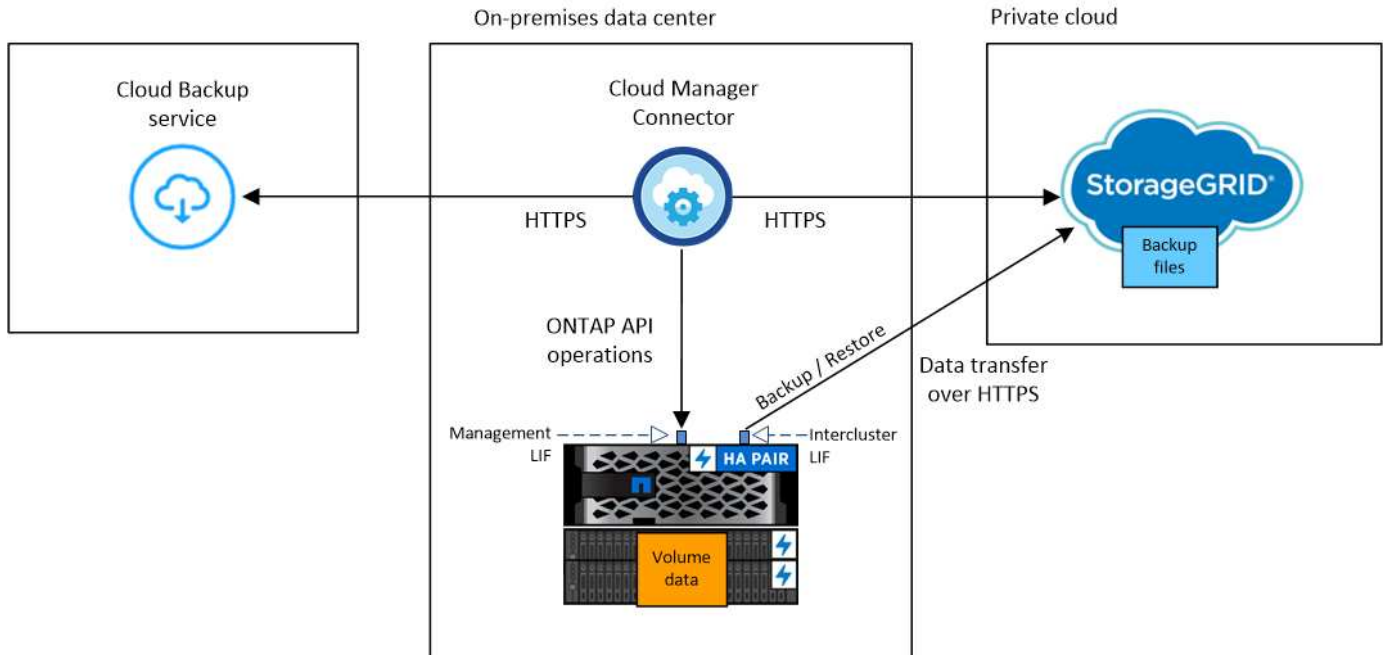 On-premises data center
Private cloud
Cloud Backup
service
Cloud Manager
Connector
HTTPS
HTTPS
StorageGRID®
Backup
files
ONTAP API
operations
Backup / Restore
Data transfer
over HTTPS
Management
LIF
Intercluster
LIF
HA PAIR
Volume
data